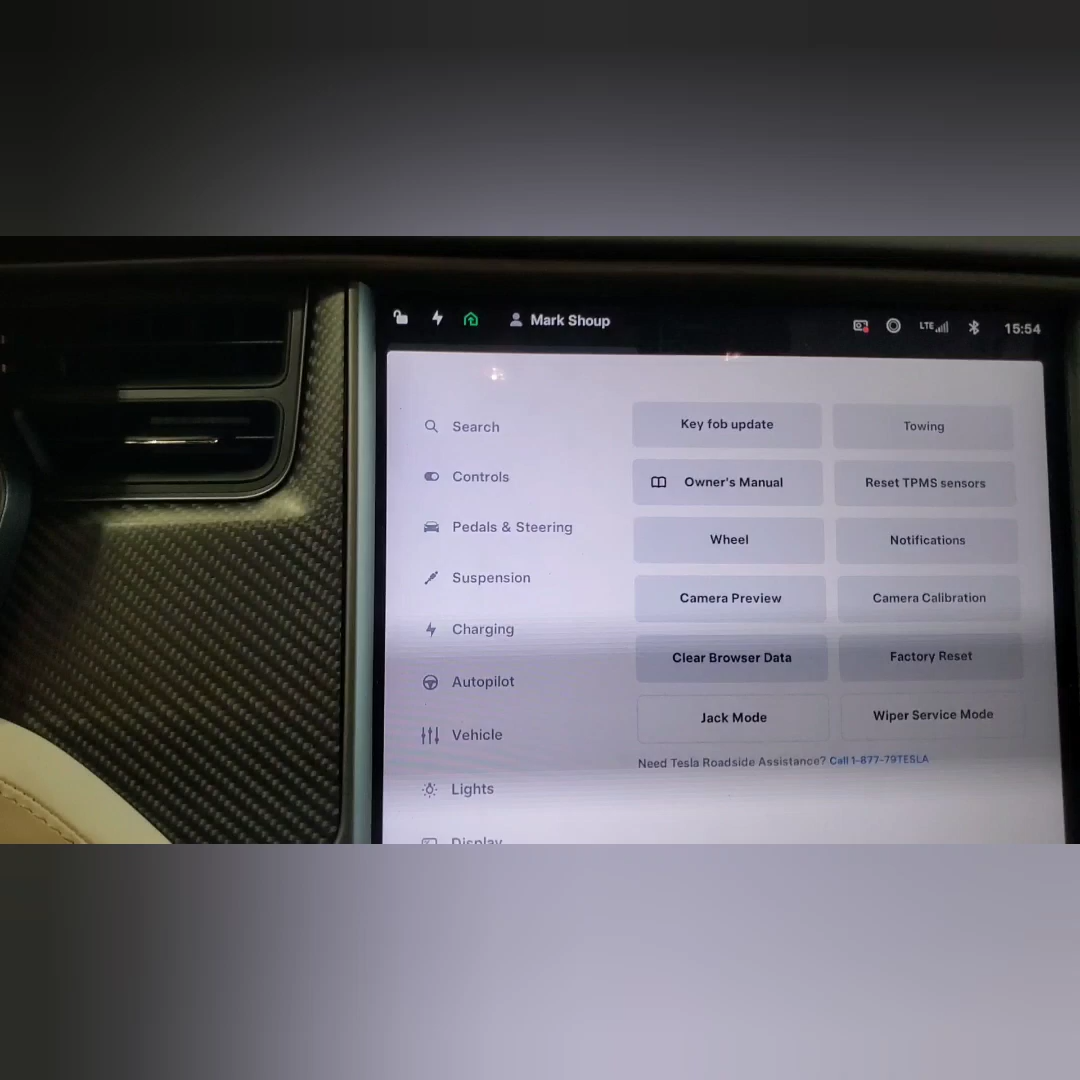 Mark Shoup
LTE
15:54
Search
Controls
Pedals & Steering
Suspension
Charging
Autopilot
Vehicle
Lights
Display
Key fob update
Towing
Owner's Manual
Reset TPMS sensors
Wheel
Notifications
Camera Preview
Camera Calibration
Clear Browser Data
Factory Reset
Jack Mode
Wiper Service Mode
Need Tesla Roadside Assistance? Call 1-877-79TESLA